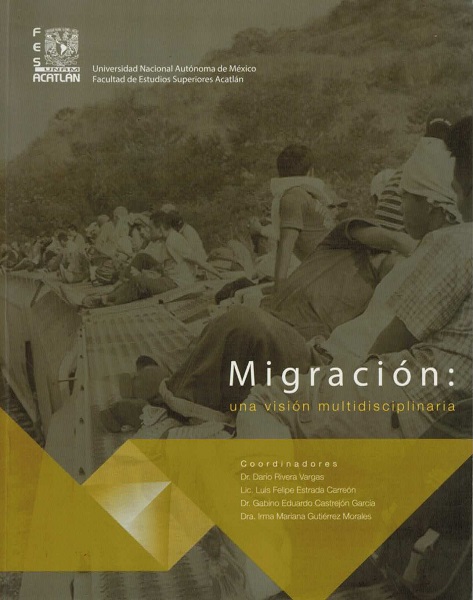 FES
UNAM
ACATLÁN
Universidad Nacional Autónoma de México
Facultad de Estudios Superiores Acatlán
Migración:
una visión multidisciplinaria
Coordinadores
Dr. Darío Rivera Vargas
Lic. Luis Felipe Estrada Carreón
Dr. Gabino Eduardo Castrejón García
Dra. Irma Mariana Gutiérrez Morales